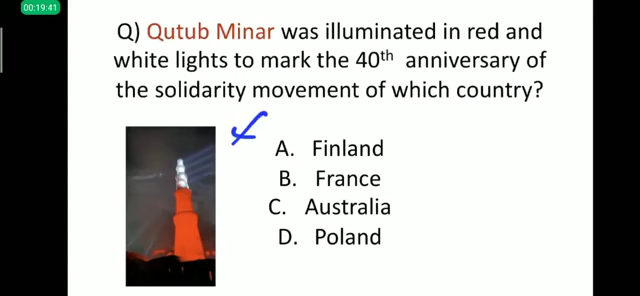 00:19:41
Q) Qutub Minar was illuminated in red and
white lights to mark the 40th anniversary of
the solidarity movement of which country?
A. Finland
B. France
C. Australia
D. Poland